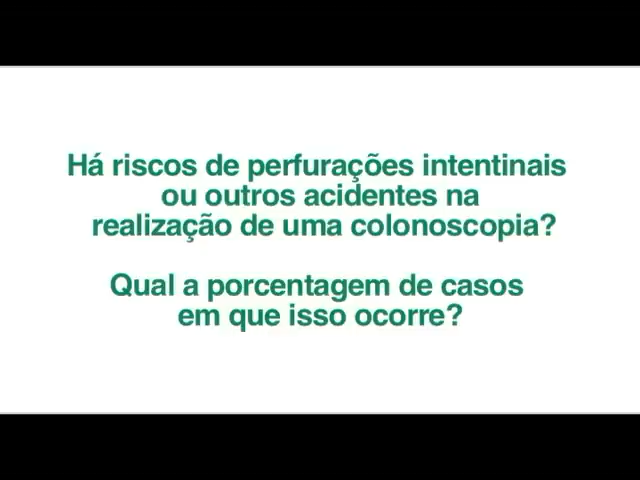 Há riscos de perfurações intentinais
ou outros acidentes na
realização de uma colonoscopia?
Qual a porcentagem de casos
em que isso ocorre?